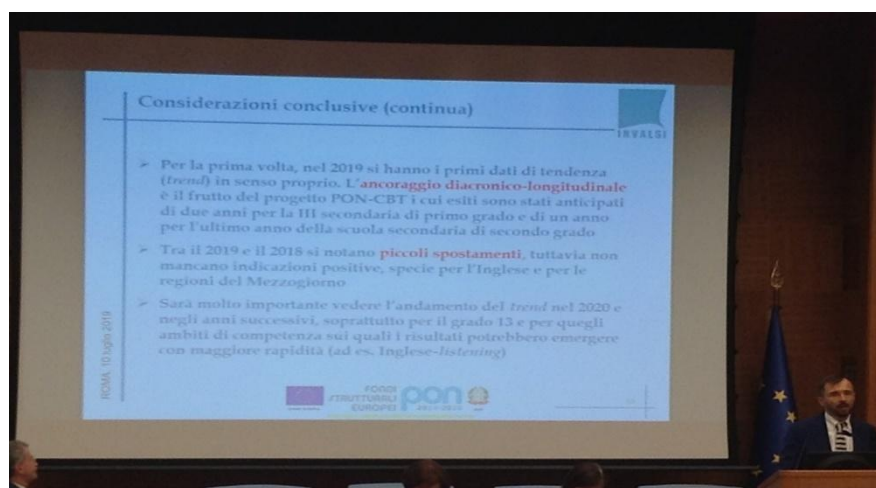 Considerazioni conclusive (continua)
INVALSI
Per la prima volta, nel 2019 si hanno i primi dati di tendenza
(trend) in senso proprio. L'ancoraggio diacronico-longitudinale
è il frutto del progetto PON-CBT i cui esiti sono stati anticipati
di due anni per la III secondaria di primo grado e di un anno
per l'ultimo anno della scuola secondaria di secondo grado
Tra il 2019 e il 2018 si notano piccoli spostamenti, tuttavia non
mancano indicazioni positive, specie per l'Inglese e per le
regioni del Mezzogiorno
Sarà molto importante vedere l'andamento del trend nel 2020 e
negli anni successivi, soprattutto per il grado 13 e per quegli
ambiti di competenza sui quali i risultati potrebbero emergere
con maggiore rapidità (ad es. Inglese-listening)
ROMA, 10 luglio 2019
FONDI
STRUTTURALI
EUROPEI
pon
2014-2020